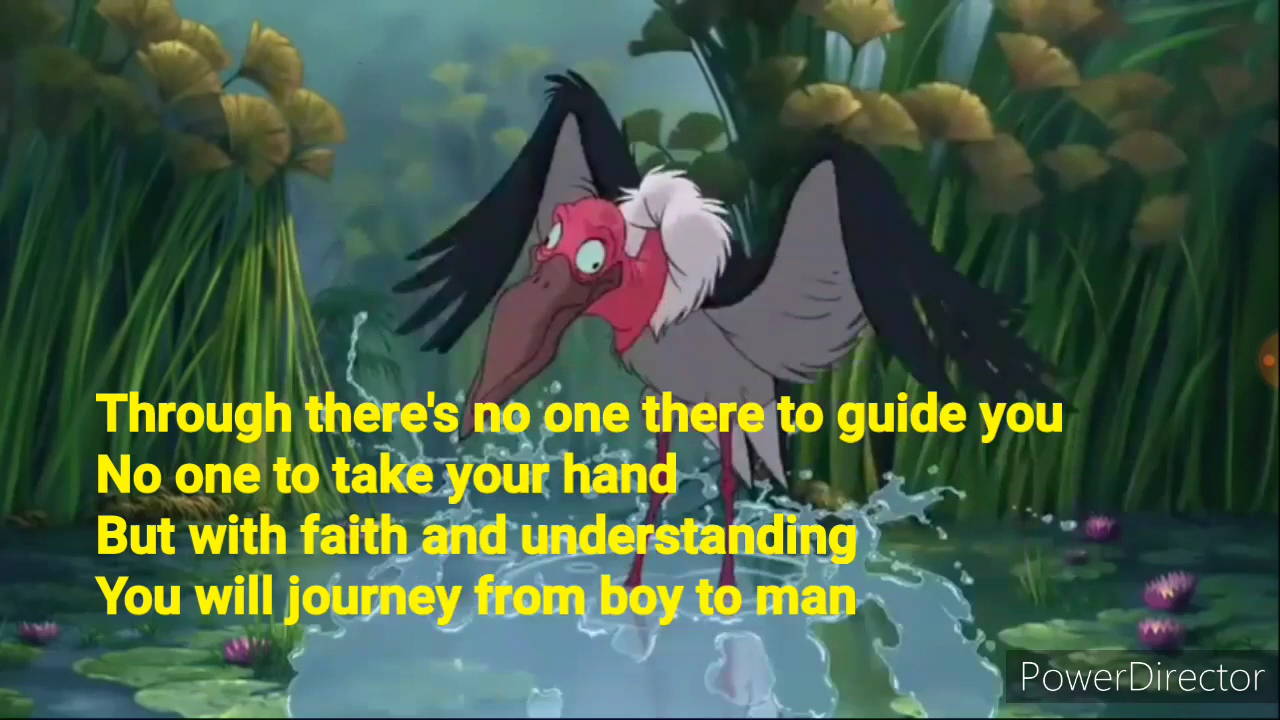 Through there's no one there to guide you
No one to take your hand
But with faith and understanding
You will journey from boy to man
PowerDirector